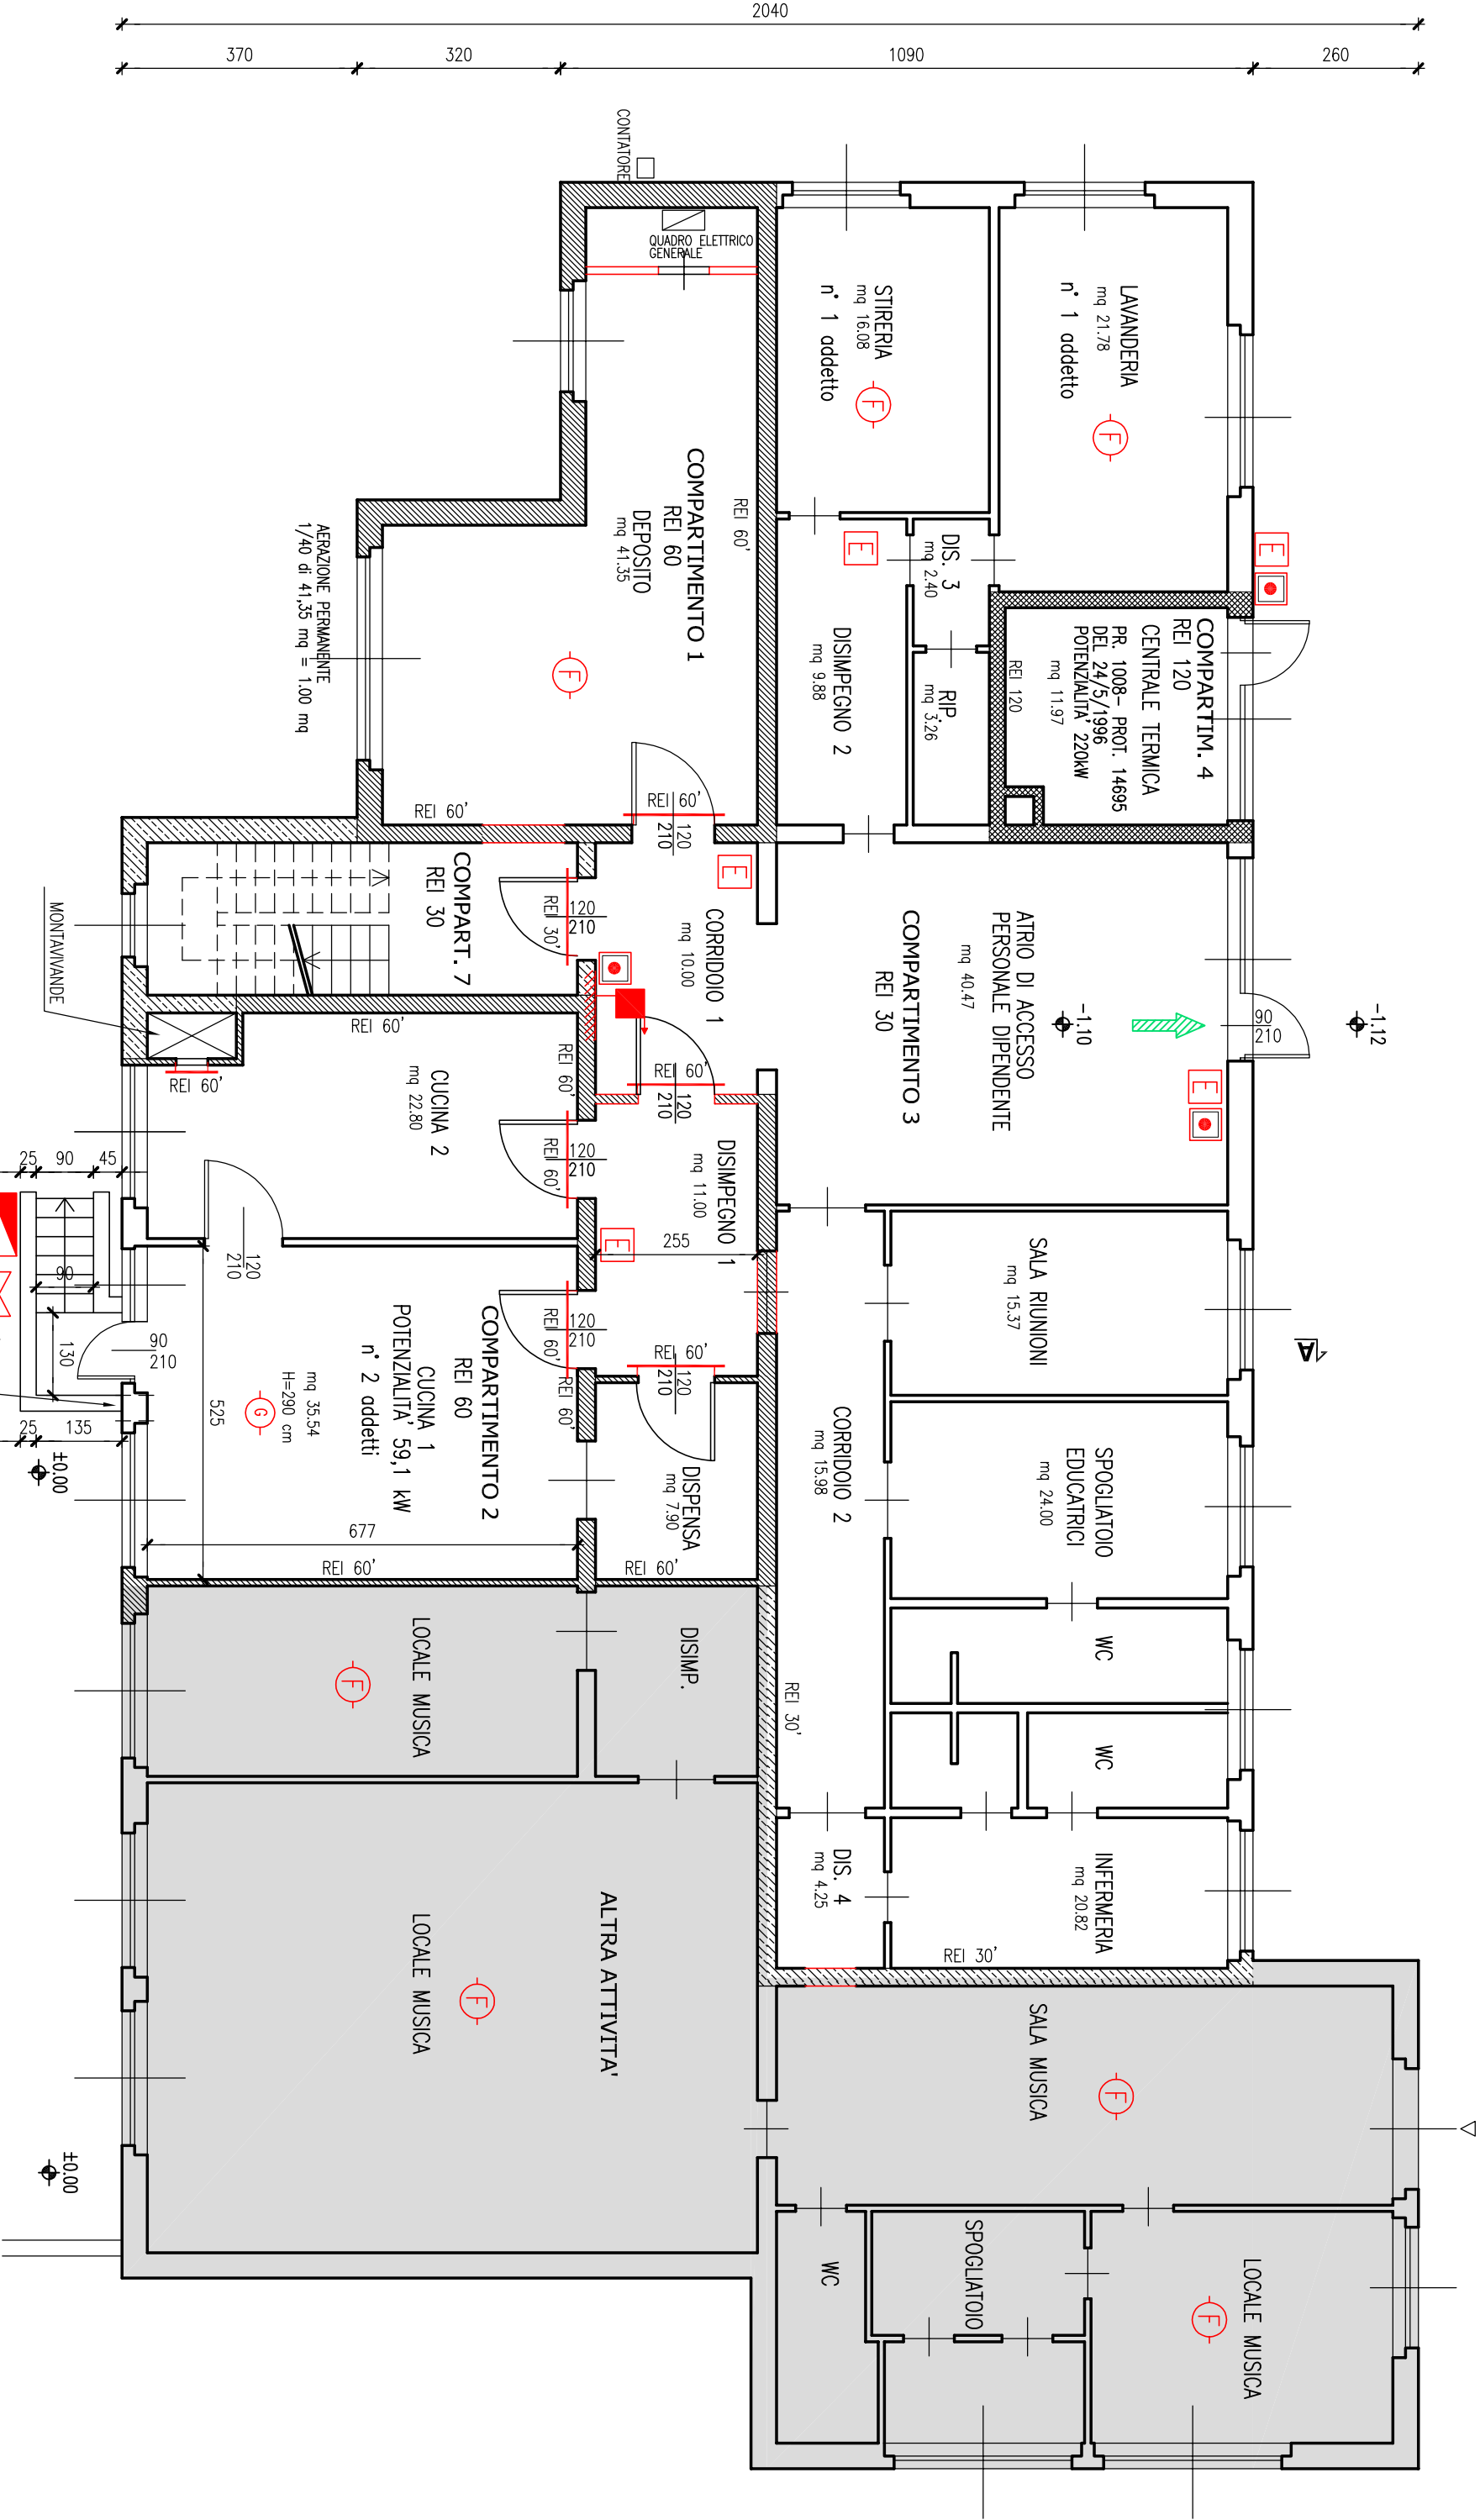 2040
370
320
1090
260
CONTATORE
QUADRO ELETTRICO
GENERALE
STIRERIA
mq 16.08
n° 1 addetto
F
LAVANDERIA
mq 21.78
n° 1 addetto
F
COMPARTIMENTO 1
REI 60
DEPOSITO
mq 41.35
F
REI 60'
AERAZIONE PERMANENTE
1/40 di 41,35 mq = 1.00 mq
E
DIS. 3
mq 2.40
DISIMPEGNO 2
mq 9.88
RIP.
mq 3.26
E
COMPARTIM. 4
REI 120
CENTRALE TERMICA
PR. 1008- PROT. 14695
DEL 24/5/1996
POTENZIALITA' 220kW
mq 11.97
REI 120
REI 60'
REI 60'
120
210
E
COMPART. 7
REI 30
REI 30'
120
210
CORRIDOIO 1
mq 10.00
ATRIO DI ACCESSO
PERSONALE DIPENDENTE
mq 40.47
COMPARTIMENTO 3
REI 30
-1.10
-1.12
90
210
E
MONTAVIVANDE
REI 60'
REI 60'
REI 60'
CUCINA 2
mq 22.80
REI 60'
120
210
REI 60'
120
210
DISIMPEGNO 1
mq 11.00
E
255
120
210
25
90
45
90
130
90
210
25
135
±0.00
COMPARTIMENTO 2
REI 60
CUCINA 1
POTENZIALITA' 59,1 kW
n° 2 addetti
mq 35.54
H=290 cm
G
525
677
REI 60'
120
210
REI 60'
REI 60'
120
210
DISPENSA
mq 7.90
REI 60'
REI 60'
SALA RIUNIONI
mq 15.37
A
CORRIDOIO 2
mq 15.98
SPOGLIATOIO
EDUCATRICI
mq 24.00
WC
WC
REI 30'
DIS. 4
mq 4.25
INFERMERIA
mq 20.82
REI 30'
LOCALE MUSICA
F
DISIMP.
ALTRA ATTIVITA'
LOCALE MUSICA
F
SALA MUSICA
F
±0.00
WC
SPOGLIATOIO
LOCALE MUSICA
F